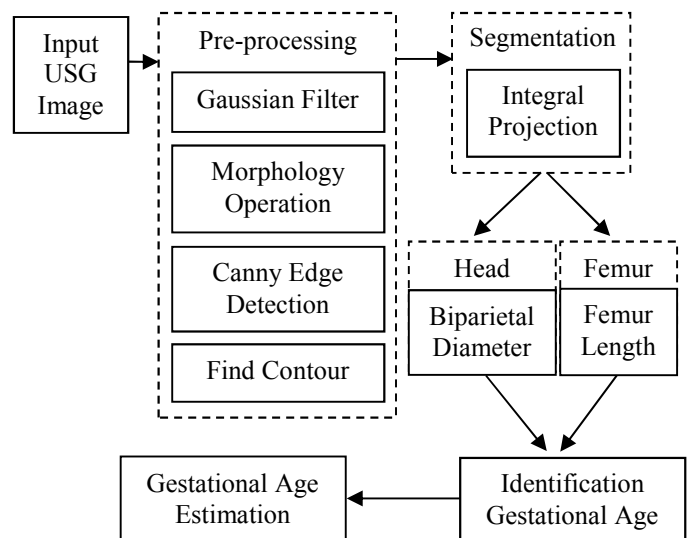 Input
USG
Image
Pre-processing
Gaussian Filter
Morphology
Operation
Canny Edge
Detection
Find Contour
Segmentation
Integral
Projection
Head
Biparietal
Diameter
Femur
Femur
Length
Identification
Gestational Age
Gestational Age
Estimation